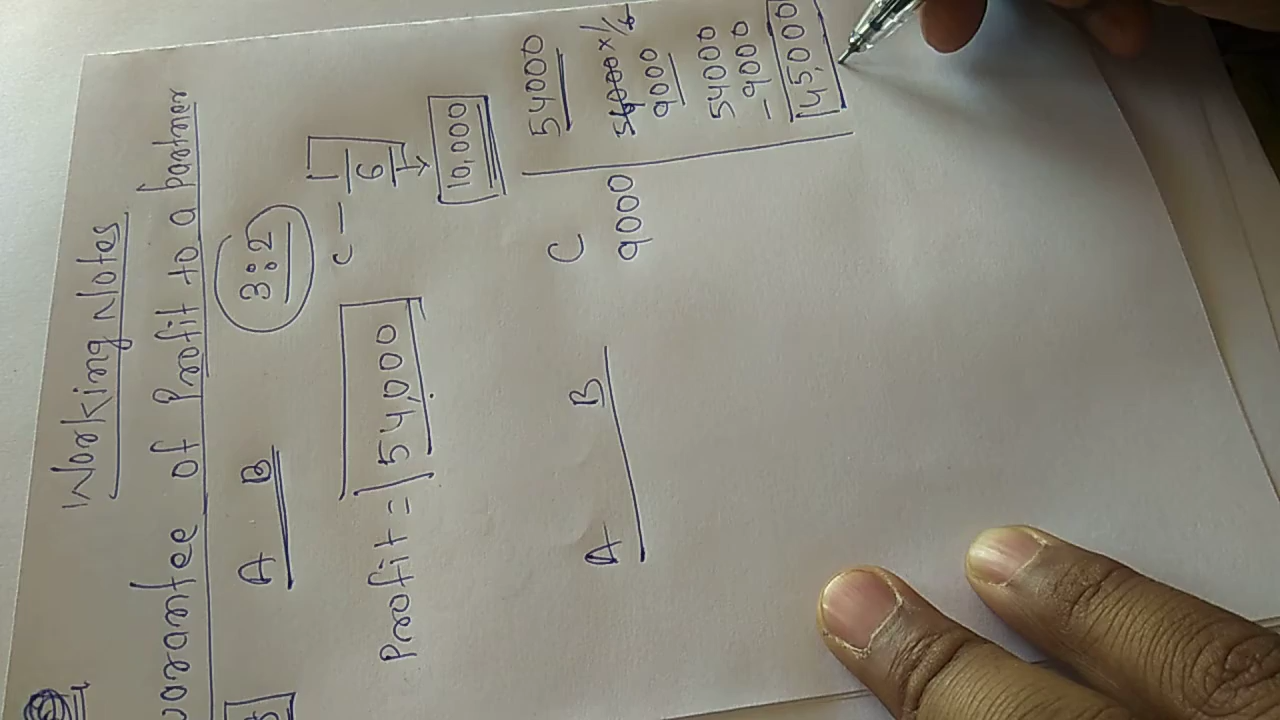 Working Notes
of Profit to a partner
A B 3:2
C - 1/6 → 10,000
Profit = 54,000
A B C
9000
54000
54000 x 1/6
9000
54000
- 9000
45,000